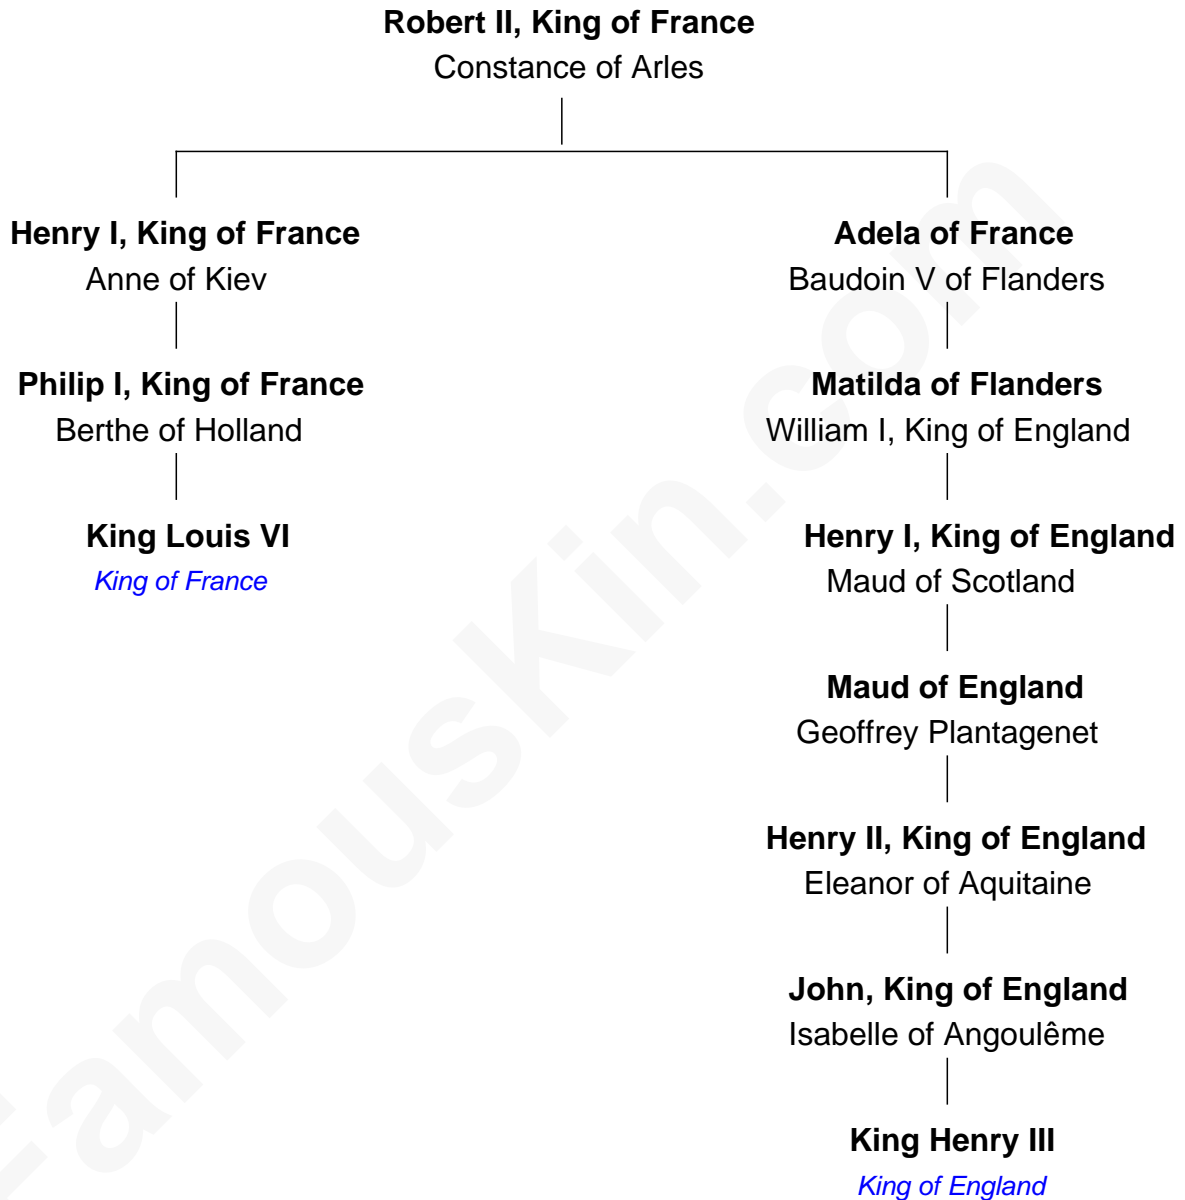 Robert II, King of France
Constance of Arles
Henry I, King of France
Anne of Kiev
Philip I, King of France
Berthe of Holland
King Louis VI
King of France
Adela of France
Baudoin V of Flanders
Matilda of Flanders
William I, King of England
Henry I, King of England
Maud of Scotland
Maud of England
Geoffrey Plantagenet
Henry II, King of England
Eleanor of Aquitaine
John, King of England
Isabelle of Angoulême
King Henry III
King of England
FamousKin.com